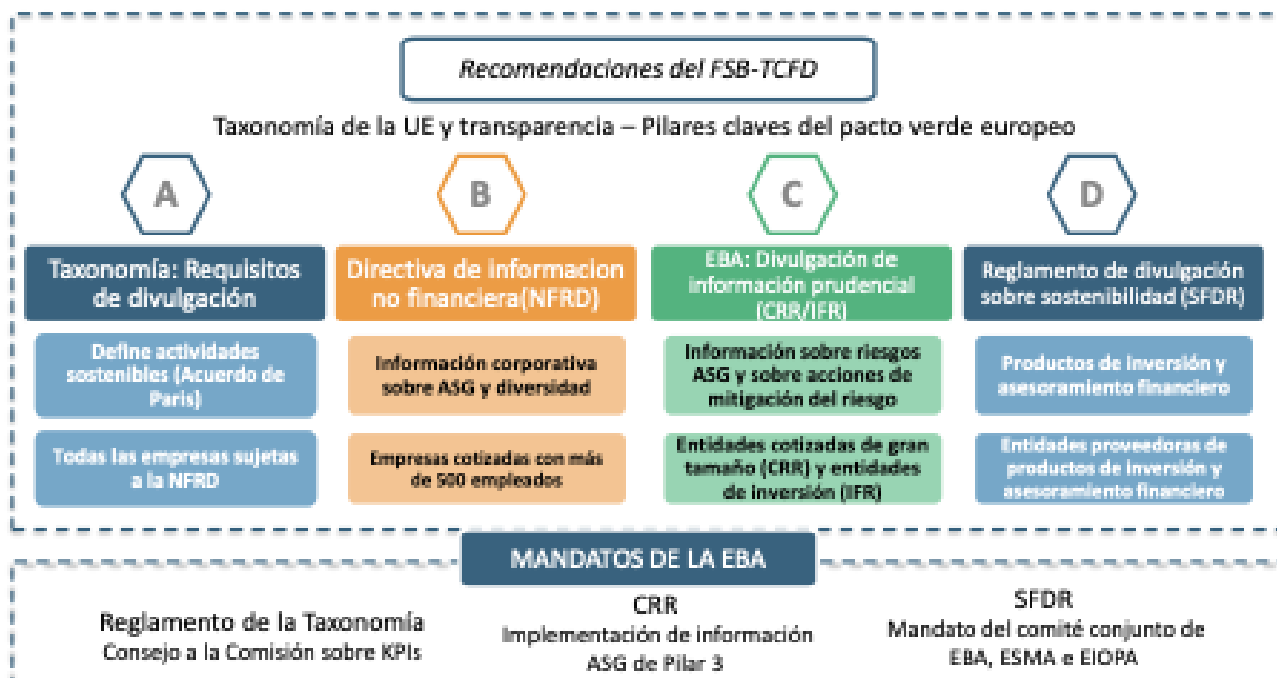 Recomendaciones del FSB-TCFD
Taxonomía de la UE y transparencia – Pilares claves del pacto verde europeo
A
B
C
D
Taxonomía: Requisitos
de divulgación
Directiva de informacion
no financiera(NFRD)
EBA: Divulgación de
información prudencial
(CRR/IFR)
Reglamento de divulgación
sobre sostenibilidad (SFDR)
Define actividades
sostenibles (Acuerdo de
Paris)
Información corporativa
sobre ASG y diversidad
Información sobre riesgos
ASG y sobre acciones de
mitigación del riesgo
Productos de inversión y
asesoramiento financiero
Todas las empresas sujetas
a la NFRD
Empresas cotizadas con más
de 500 empleados
Entidades cotizadas de gran
tamaño (CRR) y entidades
de inversión (IFR)
Entidades proveedoras de
productos de inversión y
asesoramiento financiero
MANDATOS DE LA EBA
Reglamento de la Taxonomía
Consejo a la Comisión sobre KPIs
CRR
Implementación de información
ASG de Pilar 3
SFDR
Mandato del comité conjunto de
EBA, ESMA e EIOPA